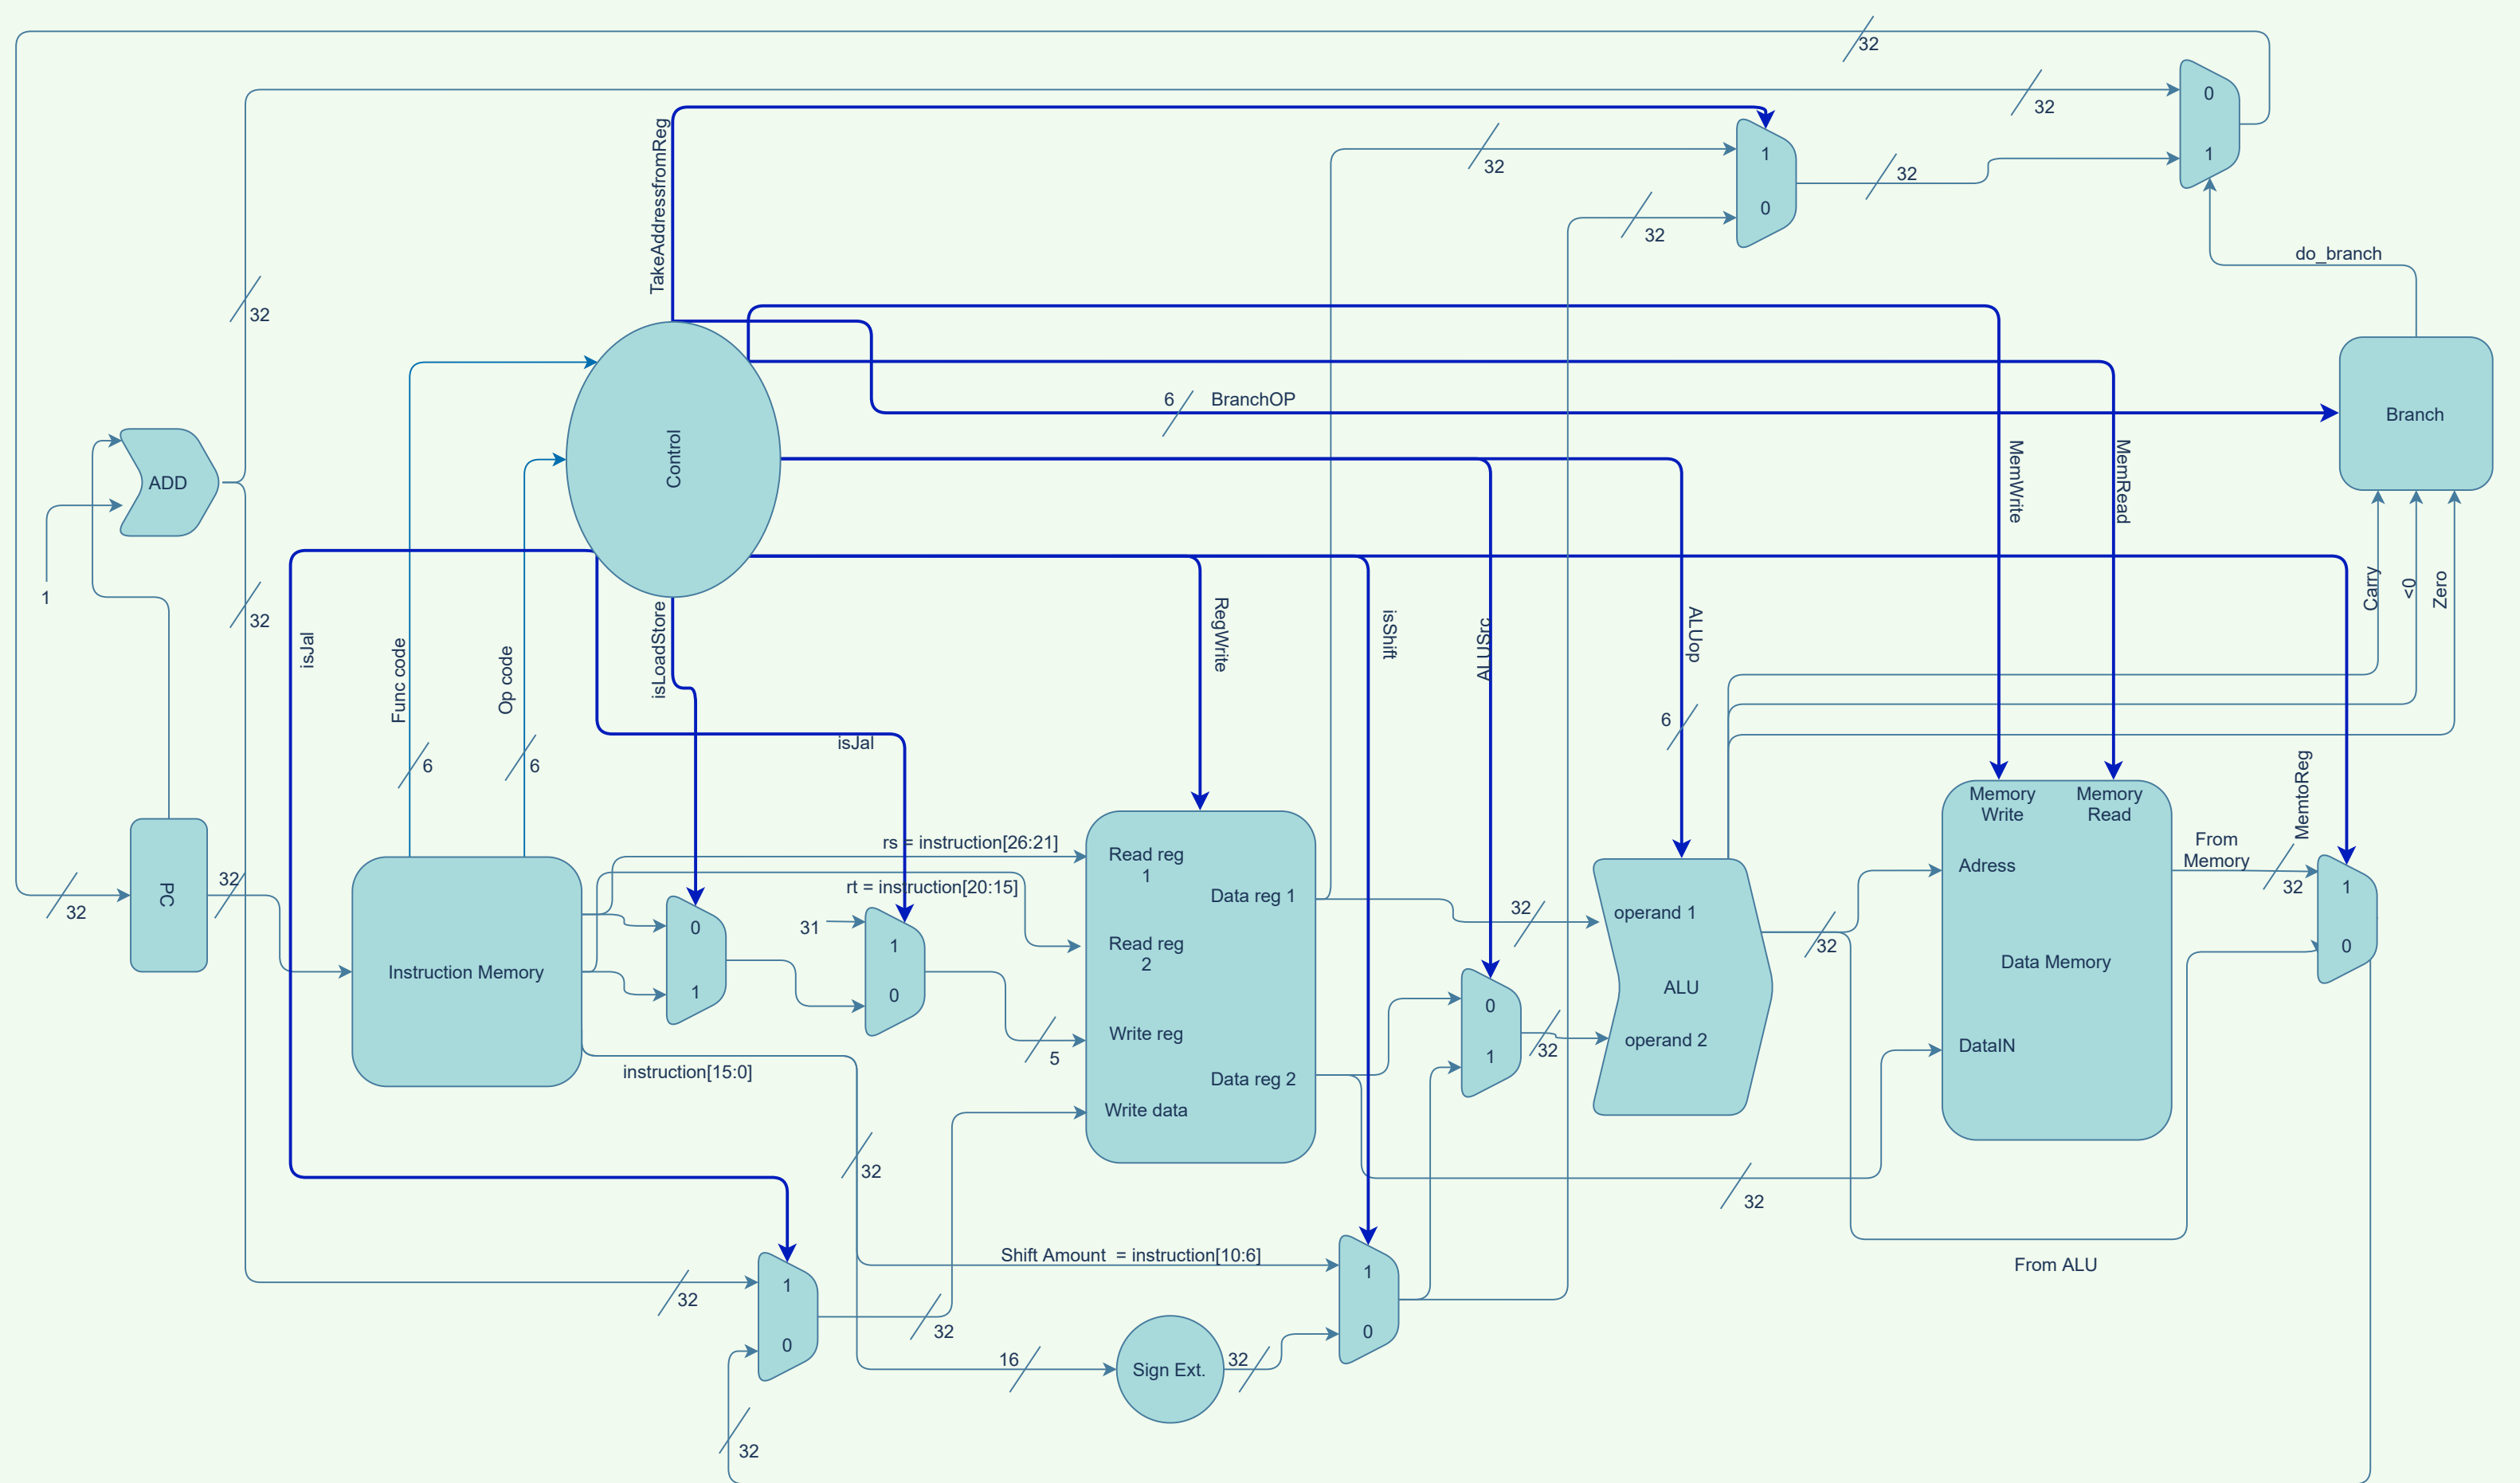 32
0
32
1
32
1
32
0
32
32
do_branch
TakeAddressfromReg
32
6
BranchOP
Branch
Control
ADD
MemWrite
MemRead
1
32
isJal
Func code
Op code
isLoadStore
RegWrite
isShift
ALUSrc
ALUop
Carry
<0
Zero
6
6
6
isJal
MemtoReg
Memory
Write
Memory
Read
rs = instruction[26:21]
Read reg
1
From
Memory
Adress
32
PC
32
rt = instruction[20:15]
Data reg 1
32
operand 1
32
1
0
31
1
0
Read reg
2
32
0
Instruction Memory
Data Memory
ALU
1
0
0
Write reg
5
1
32
operand 2
DataIN
instruction[15:0]
Data reg 2
Write data
32
32
Shift Amount  = instruction[10:6]
From ALU
1
32
1
0
32
0
16
Sign Ext.
32
32